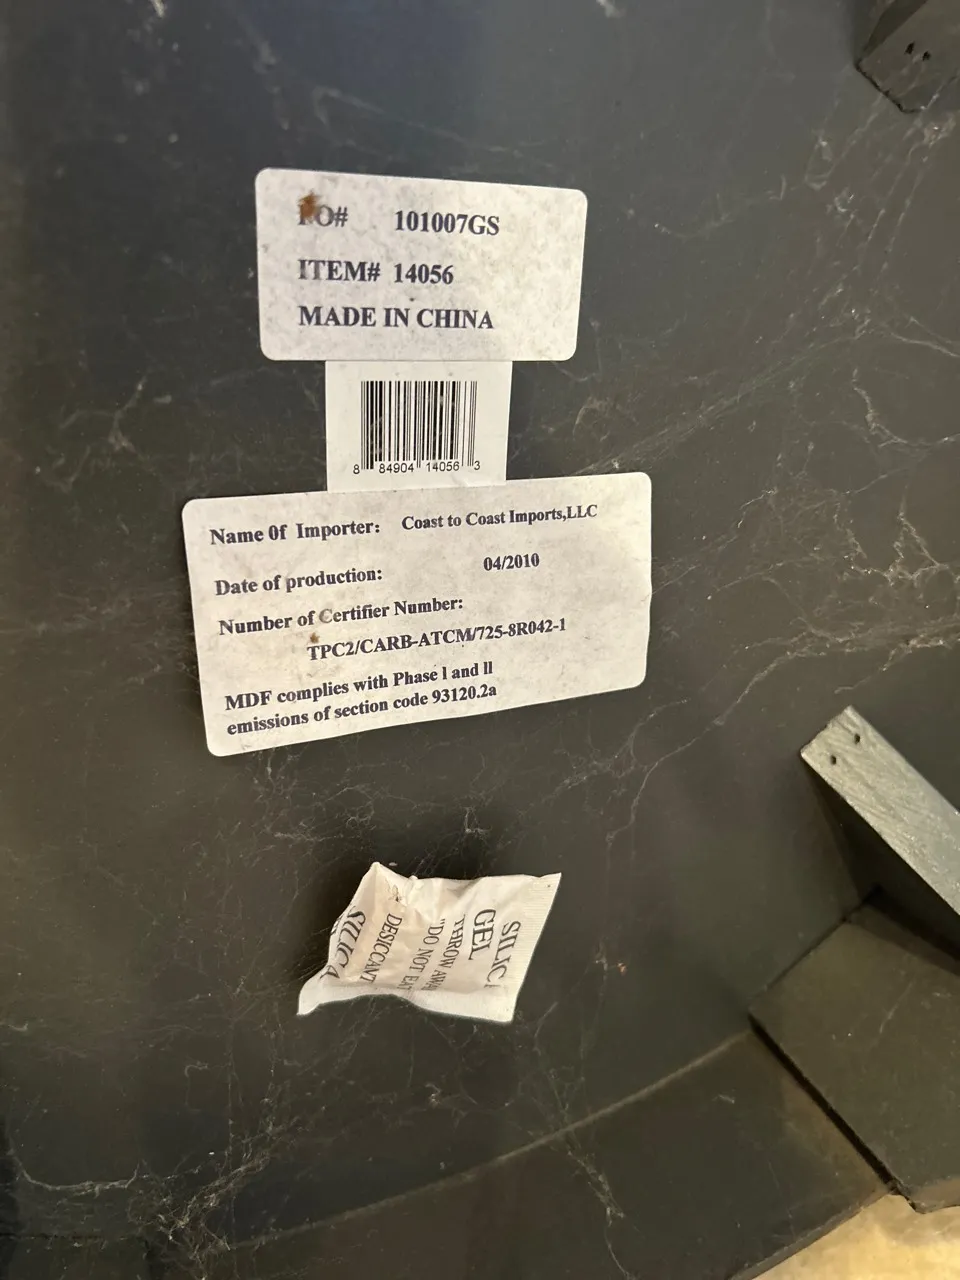 PO# 101007GS
ITEM# 14056
MADE IN CHINA
8 84904 14056 3
Name 0f Importer: Coast to Coast Imports,LLC
Date of production: 04/2010
Number of Certifier Number:
TPC2/CARB-ATCM/725-8R042-1
MDF complies with Phase l and ll
emissions of section code 93120.2a
SILICA
GEL
THROW
"DO NOT
DESICCANT
SILICA